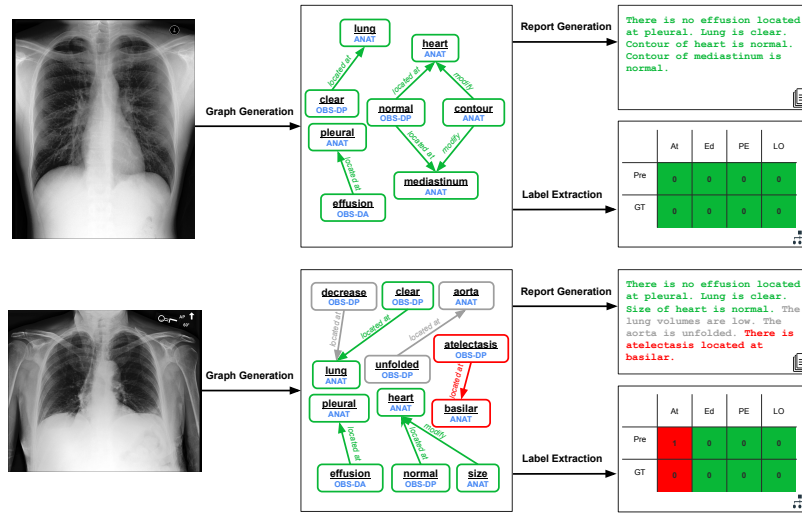 Graph Generation
lung
ANAT
heart
ANAT
located at
located at
modify
clear
OBS-DP
normal
OBS-DP
contour
ANAT
pleural
ANAT
located at
modify
located at
mediastinum
ANAT
effusion
OBS-DA
Report Generation
There is no effusion located
at pleural. Lung is clear.
Contour of heart is normal.
Contour of mediastinum is
normal.
Label Extraction
At Ed PE LO
Pre 0 0 0 0
GT 0 0 0 0
AP
Graph Generation
decrease
OBS-DP
clear
OBS-DP
aorta
ANAT
located at
located at
located at
atelectasis
OBS-DP
lung
ANAT
unfolded
OBS-DP
located at
pleural
ANAT
heart
ANAT
basilar
ANAT
located at
located at
modify
effusion
OBS-DA
normal
OBS-DP
size
ANAT
Report Generation
There is no effusion located
at pleural. Lung is clear.
Size of heart is normal. The
lung volumes are low. The
aorta is unfolded. There is
atelectasis located at
basilar.
Label Extraction
At Ed PE LO
Pre 1 0 0 0
GT 0 0 0 0